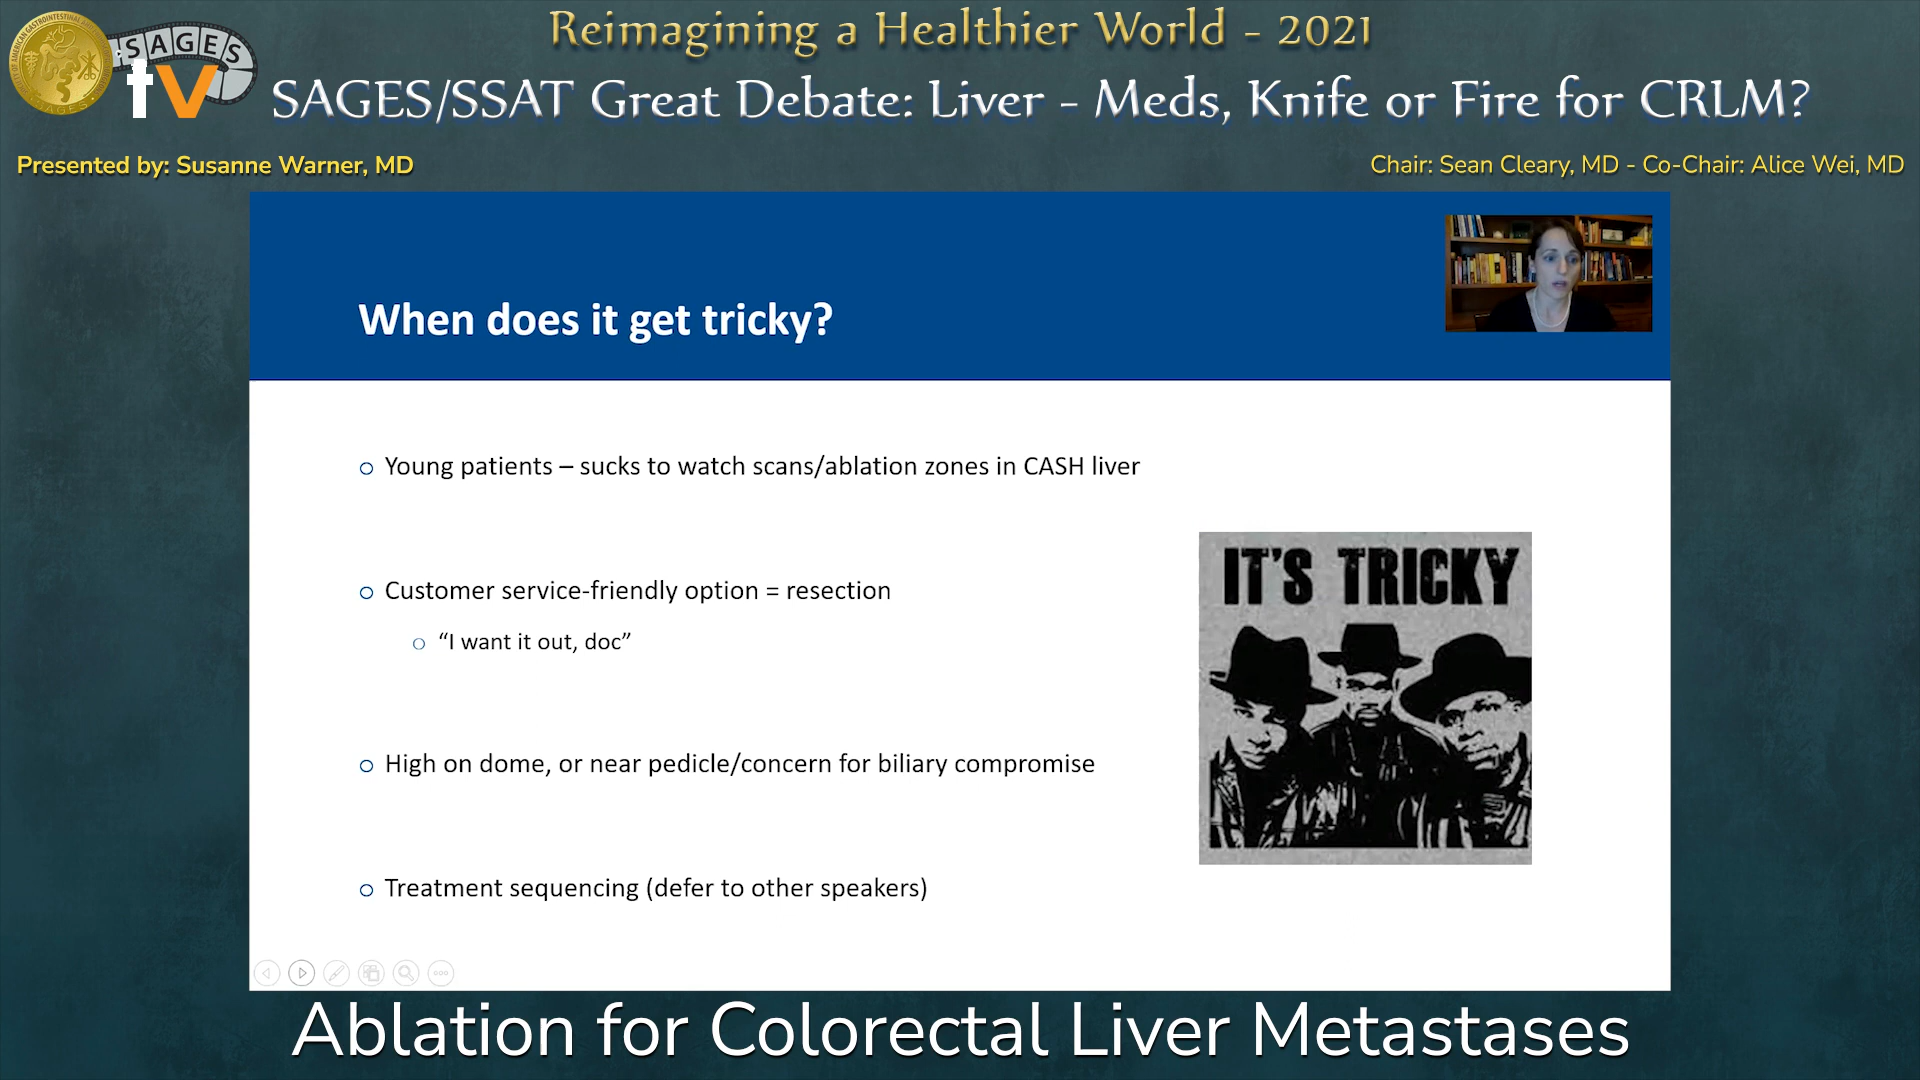 SAGES
tv
Reimagining a Healthier World - 2021
SAGES/SSAT Great Debate: Liver - Meds, Knife or Fire for CRLM?
Presented by: Susanne Warner, MD
Chair: Sean Cleary, MD - Co-Chair: Alice Wei, MD
When does it get tricky?
Young patients – sucks to watch scans/ablation zones in CASH liver
Customer service-friendly option = resection
“I want it out, doc”
High on dome, or near pedicle/concern for biliary compromise
Treatment sequencing (defer to other speakers)
IT'S TRICKY
Ablation for Colorectal Liver Metastases